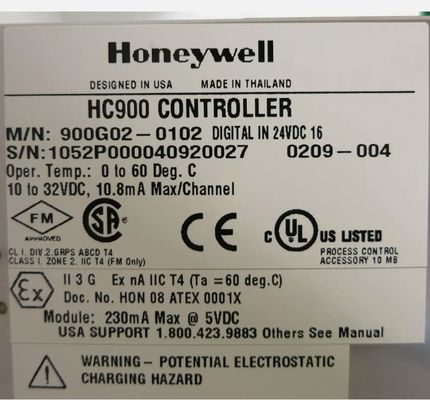 Honeywell
DESIGNED IN USA MADE IN THAILAND
HC900 CONTROLLER
M/N: 900G02-0102 DIGITAL IN 24VDC 16
S/N:1052P000040920027 0209-004
Oper. Temp.: 0 to 60 Deg. C
10 to 32VDC, 10.8mA Max/Channel
FM
APPROVED
SA
CE
c UL US LISTED
PROCESS CONTROL
ACCESSORY 10 MB
CL I. DIV.2.GRPS ABCD T4
CLASS I. ZONE 2. IIC T4 (FM Only)
Ex
II 3 G Ex nA IIC T4 (Ta =60 deg.C)
Doc. No. HON 08 ATEX 0001X
Module: 230mA Max @ 5VDC
USA SUPPORT 1.800.423.9883 Others See Manual
WARNING- POTENTIAL ELECTROSTATIC
CHARGING HAZARD